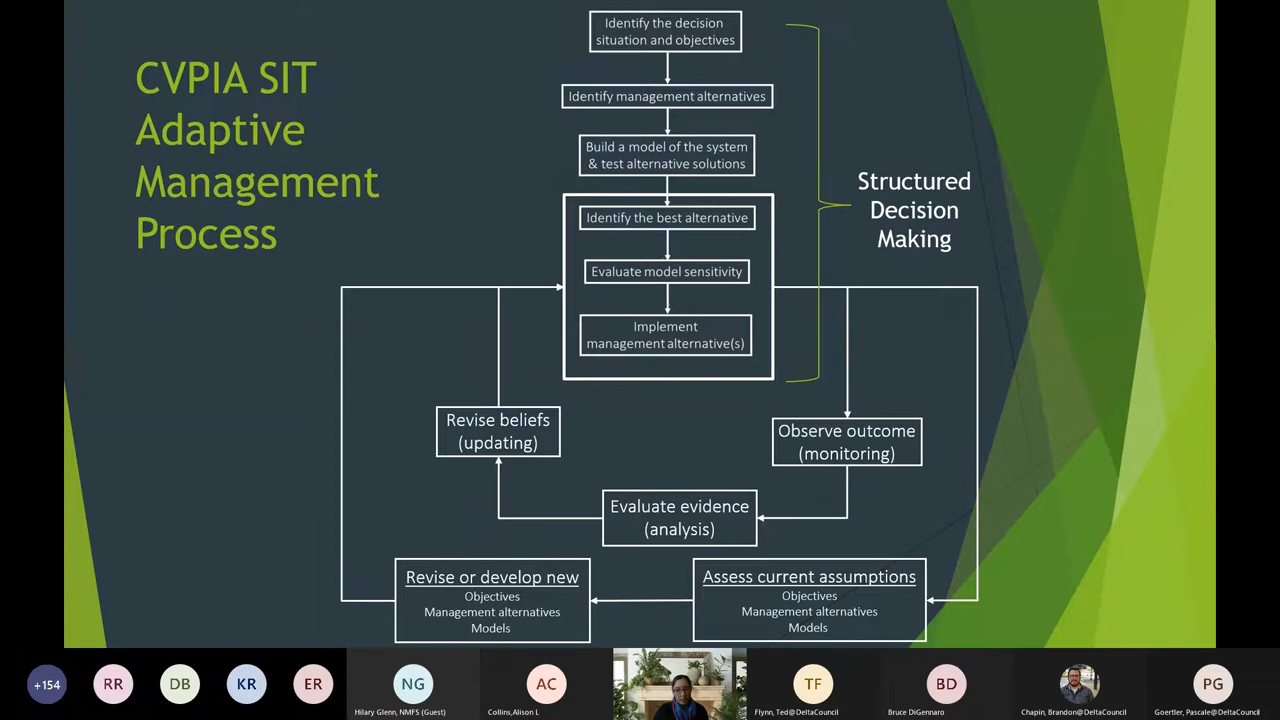 CVPIA SIT
Adaptive
Management
Process
Identify the decision
situation and objectives
Identify management alternatives
Build a model of the system
& test alternative solutions
Identify the best alternative
Evaluate model sensitivity
Implement
management alternative(s)
Structured
Decision
Making
Revise beliefs
(updating)
Observe outcome
(monitoring)
Evaluate evidence
(analysis)
Revise or develop new
Objectives
Management alternatives
Models
Assess current assumptions
Objectives
Management alternatives
Models
+154
RR
DB
KR
ER
NG
Hilary Glenn, NMFS (Guest)
AC
Collins,Alison L
TF
Flynn, Ted@DeltaCouncil
BD
Bruce DiGennaro
Chapin, Brandon@DeltaCouncil
PG
Goertler, Pascale@DeltaCouncil